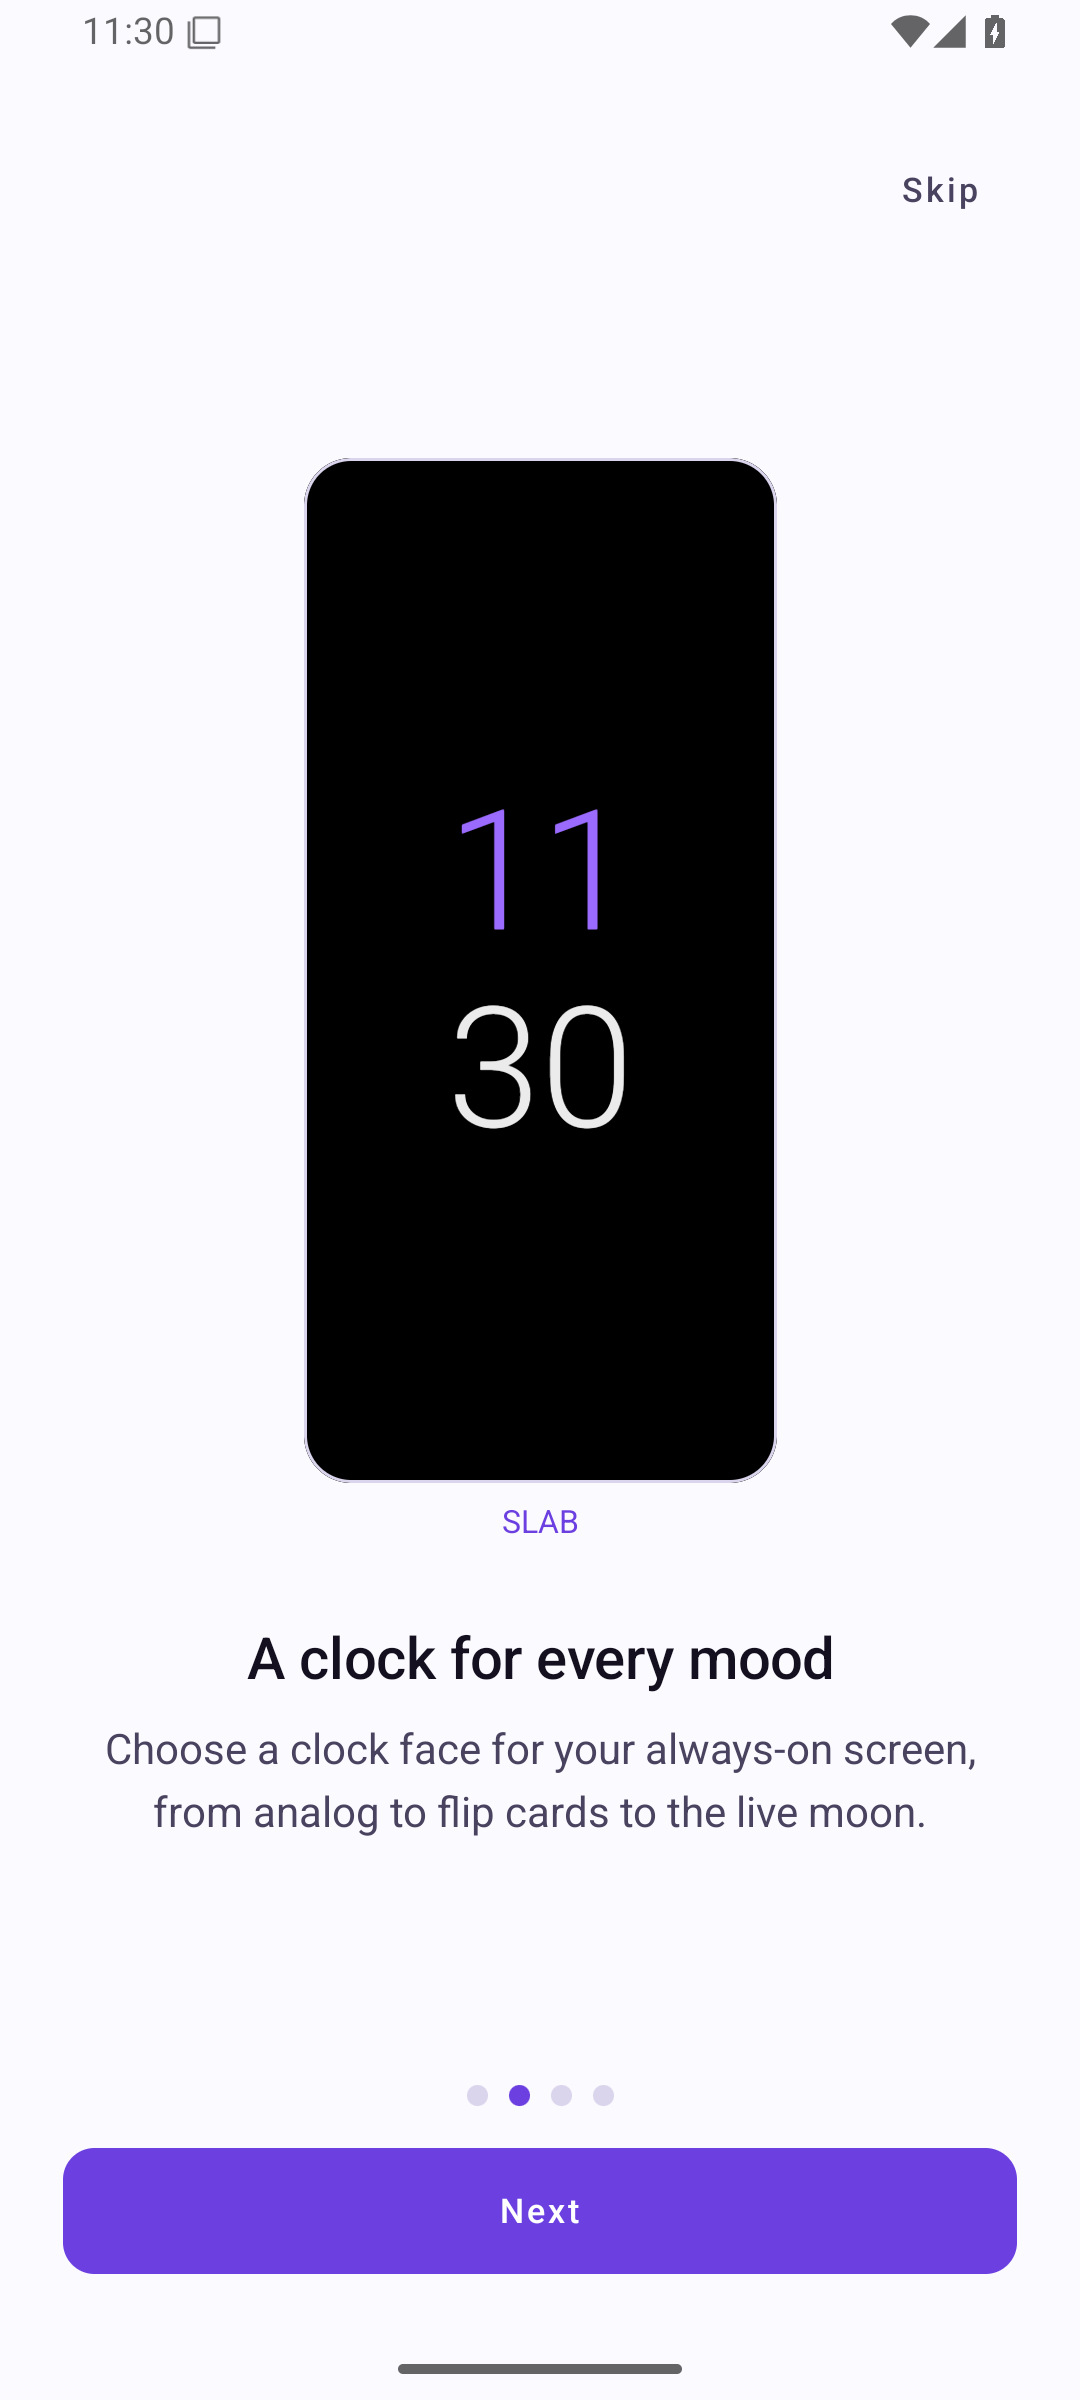 11:30
Skip
11
30
SLAB
A clock for every mood
Choose a clock face for your always-on screen,
from analog to flip cards to the live moon.
Next